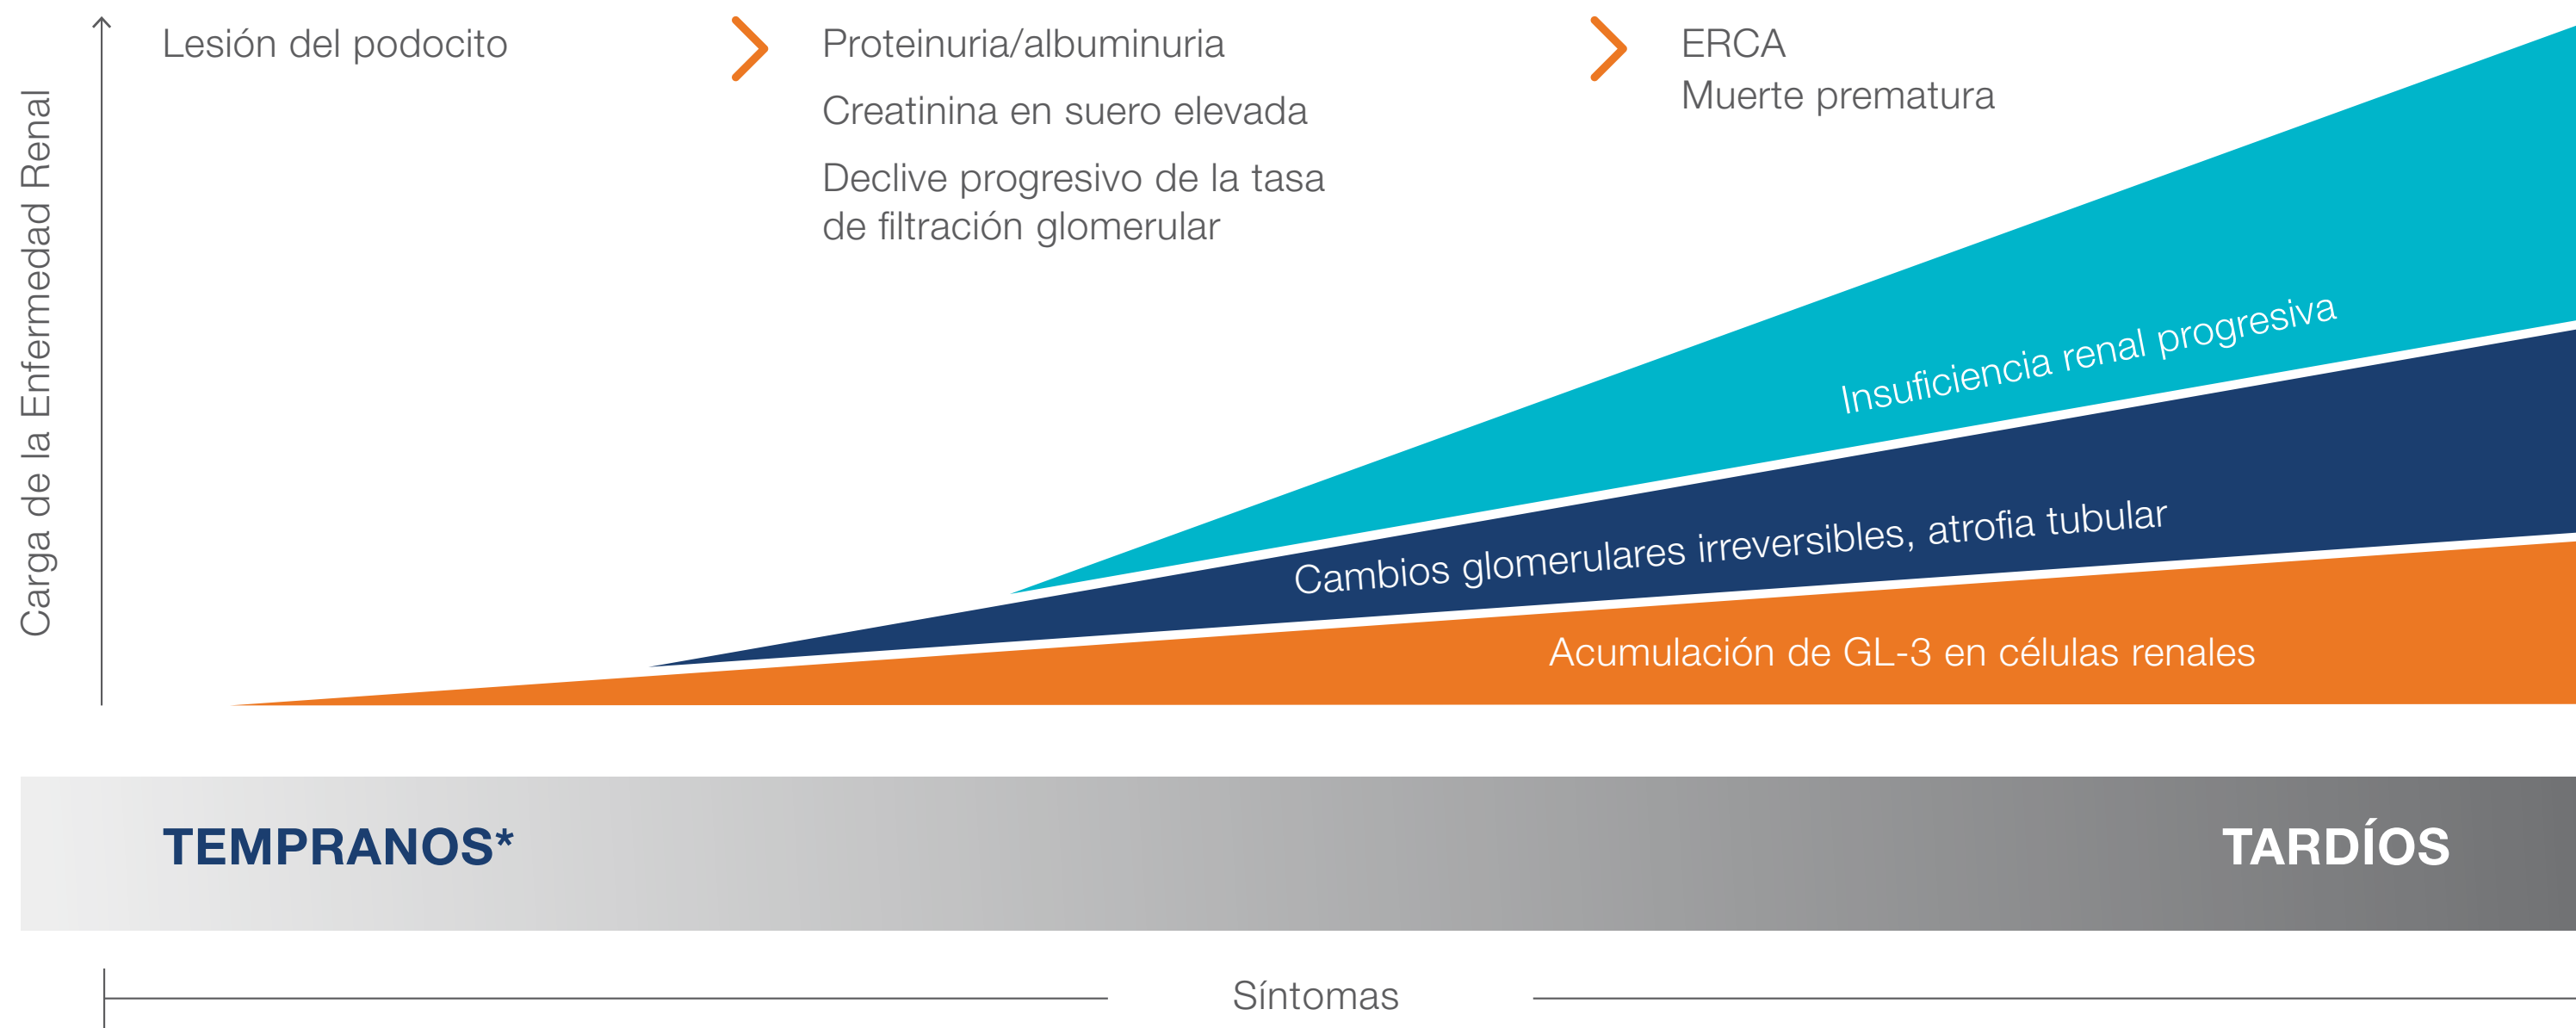 Carga de la Enfermedad Renal
Lesión del podocito
Proteinuria/albuminuria
Creatinina en suero elevada
Declive progresivo de la tasa
de filtración glomerular
ERCA
Muerte prematura
Insuficiencia renal progresiva
Cambios glomerulares irreversibles, atrofia tubular
Acumulación de GL-3 en células renales
TEMPRANOS*
TARDÍOS
Síntomas